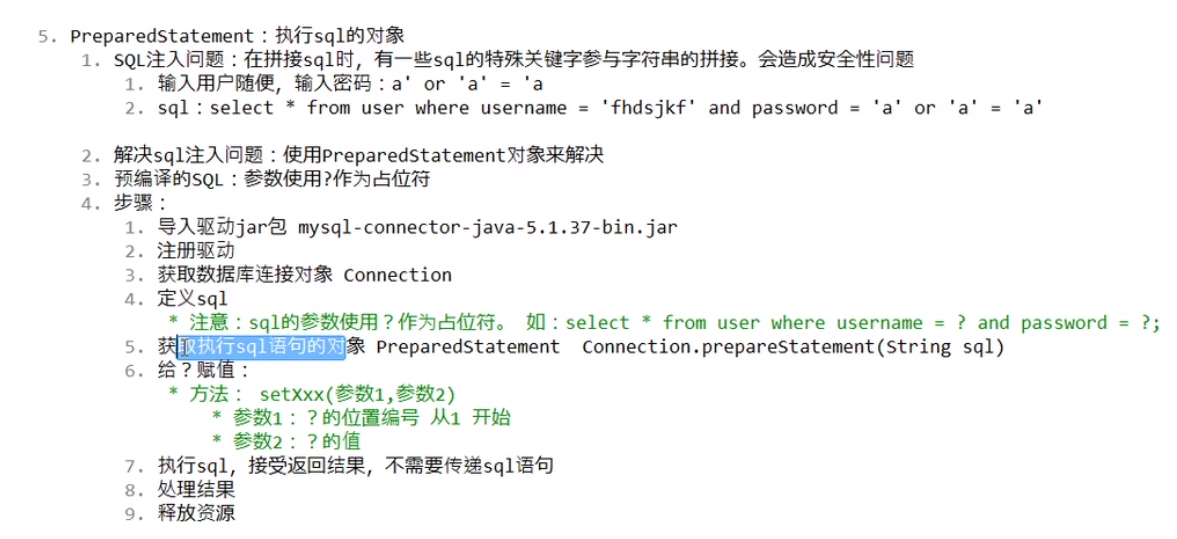 5. PreparedStatement：执行sql的对象
1. SQL注入问题：在拼接sql时，有一些sql的特殊关键字参与字符串的拼接。会造成安全性问题
1. 输入用户随便，输入密码：a' or 'a' = 'a
2. sql：select * from user where username = 'fhdsjkf' and password = 'a' or 'a' = 'a'
2. 解决sql注入问题：使用PreparedStatement对象来解决
3. 预编译的SQL：参数使用?作为占位符
4. 步骤：
1. 导入驱动jar包 mysql-connector-java-5.1.37-bin.jar
2. 注册驱动
3. 获取数据库连接对象 Connection
4. 定义sql
* 注意：sql的参数使用？作为占位符。 如：select * from user where username = ? and password = ?;
5. 获取执行sql语句的对象 PreparedStatement  Connection.prepareStatement(String sql)
6. 给？赋值：
* 方法： setXxx(参数1,参数2)
* 参数1：？的位置编号 从1 开始
* 参数2：？的值
7. 执行sql，接受返回结果，不需要传递sql语句
8. 处理结果
9. 释放资源